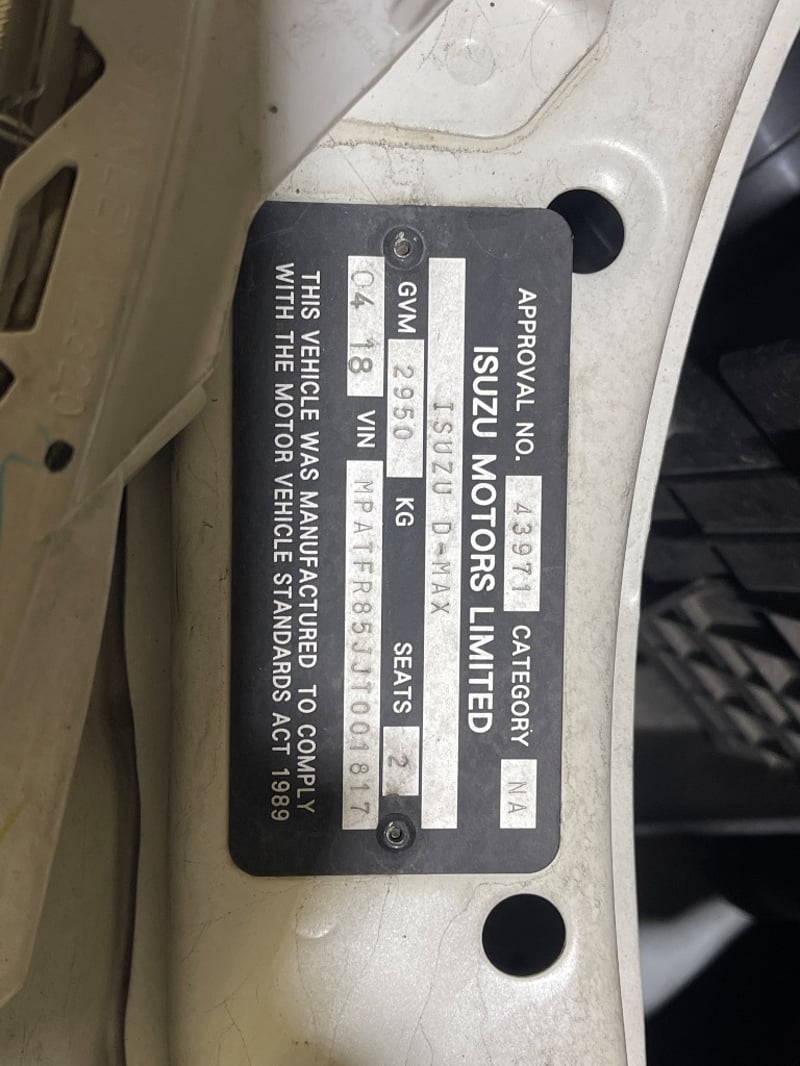 APPROVAL NO. 43971 CATEGORY NA
ISUZU MOTORS LIMITED
ISUZU D-MAX
GVM 2950 KG SEATS 2
04 18 VIN MPATFR85JJT001817
THIS VEHICLE WAS MANUFACTURED TO COMPLY
WITH THE MOTOR VEHICLE STANDARDS ACT 1989
STANLEY